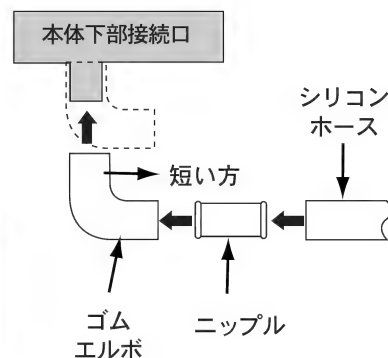 本体下部接続口
シリコン
ホース
短い方
ゴム
エルボ
ニップル